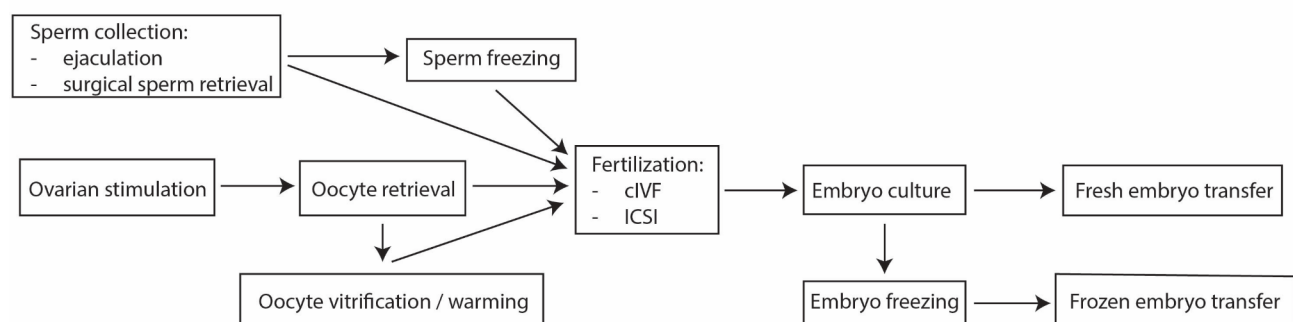 Sperm collection:
- ejaculation
- surgical sperm retrieval
Sperm freezing
Ovarian stimulation
Oocyte retrieval
Fertilization:
- cIVF
- ICSI
Embryo culture
Fresh embryo transfer
Oocyte vitrification / warming
Embryo freezing
Frozen embryo transfer